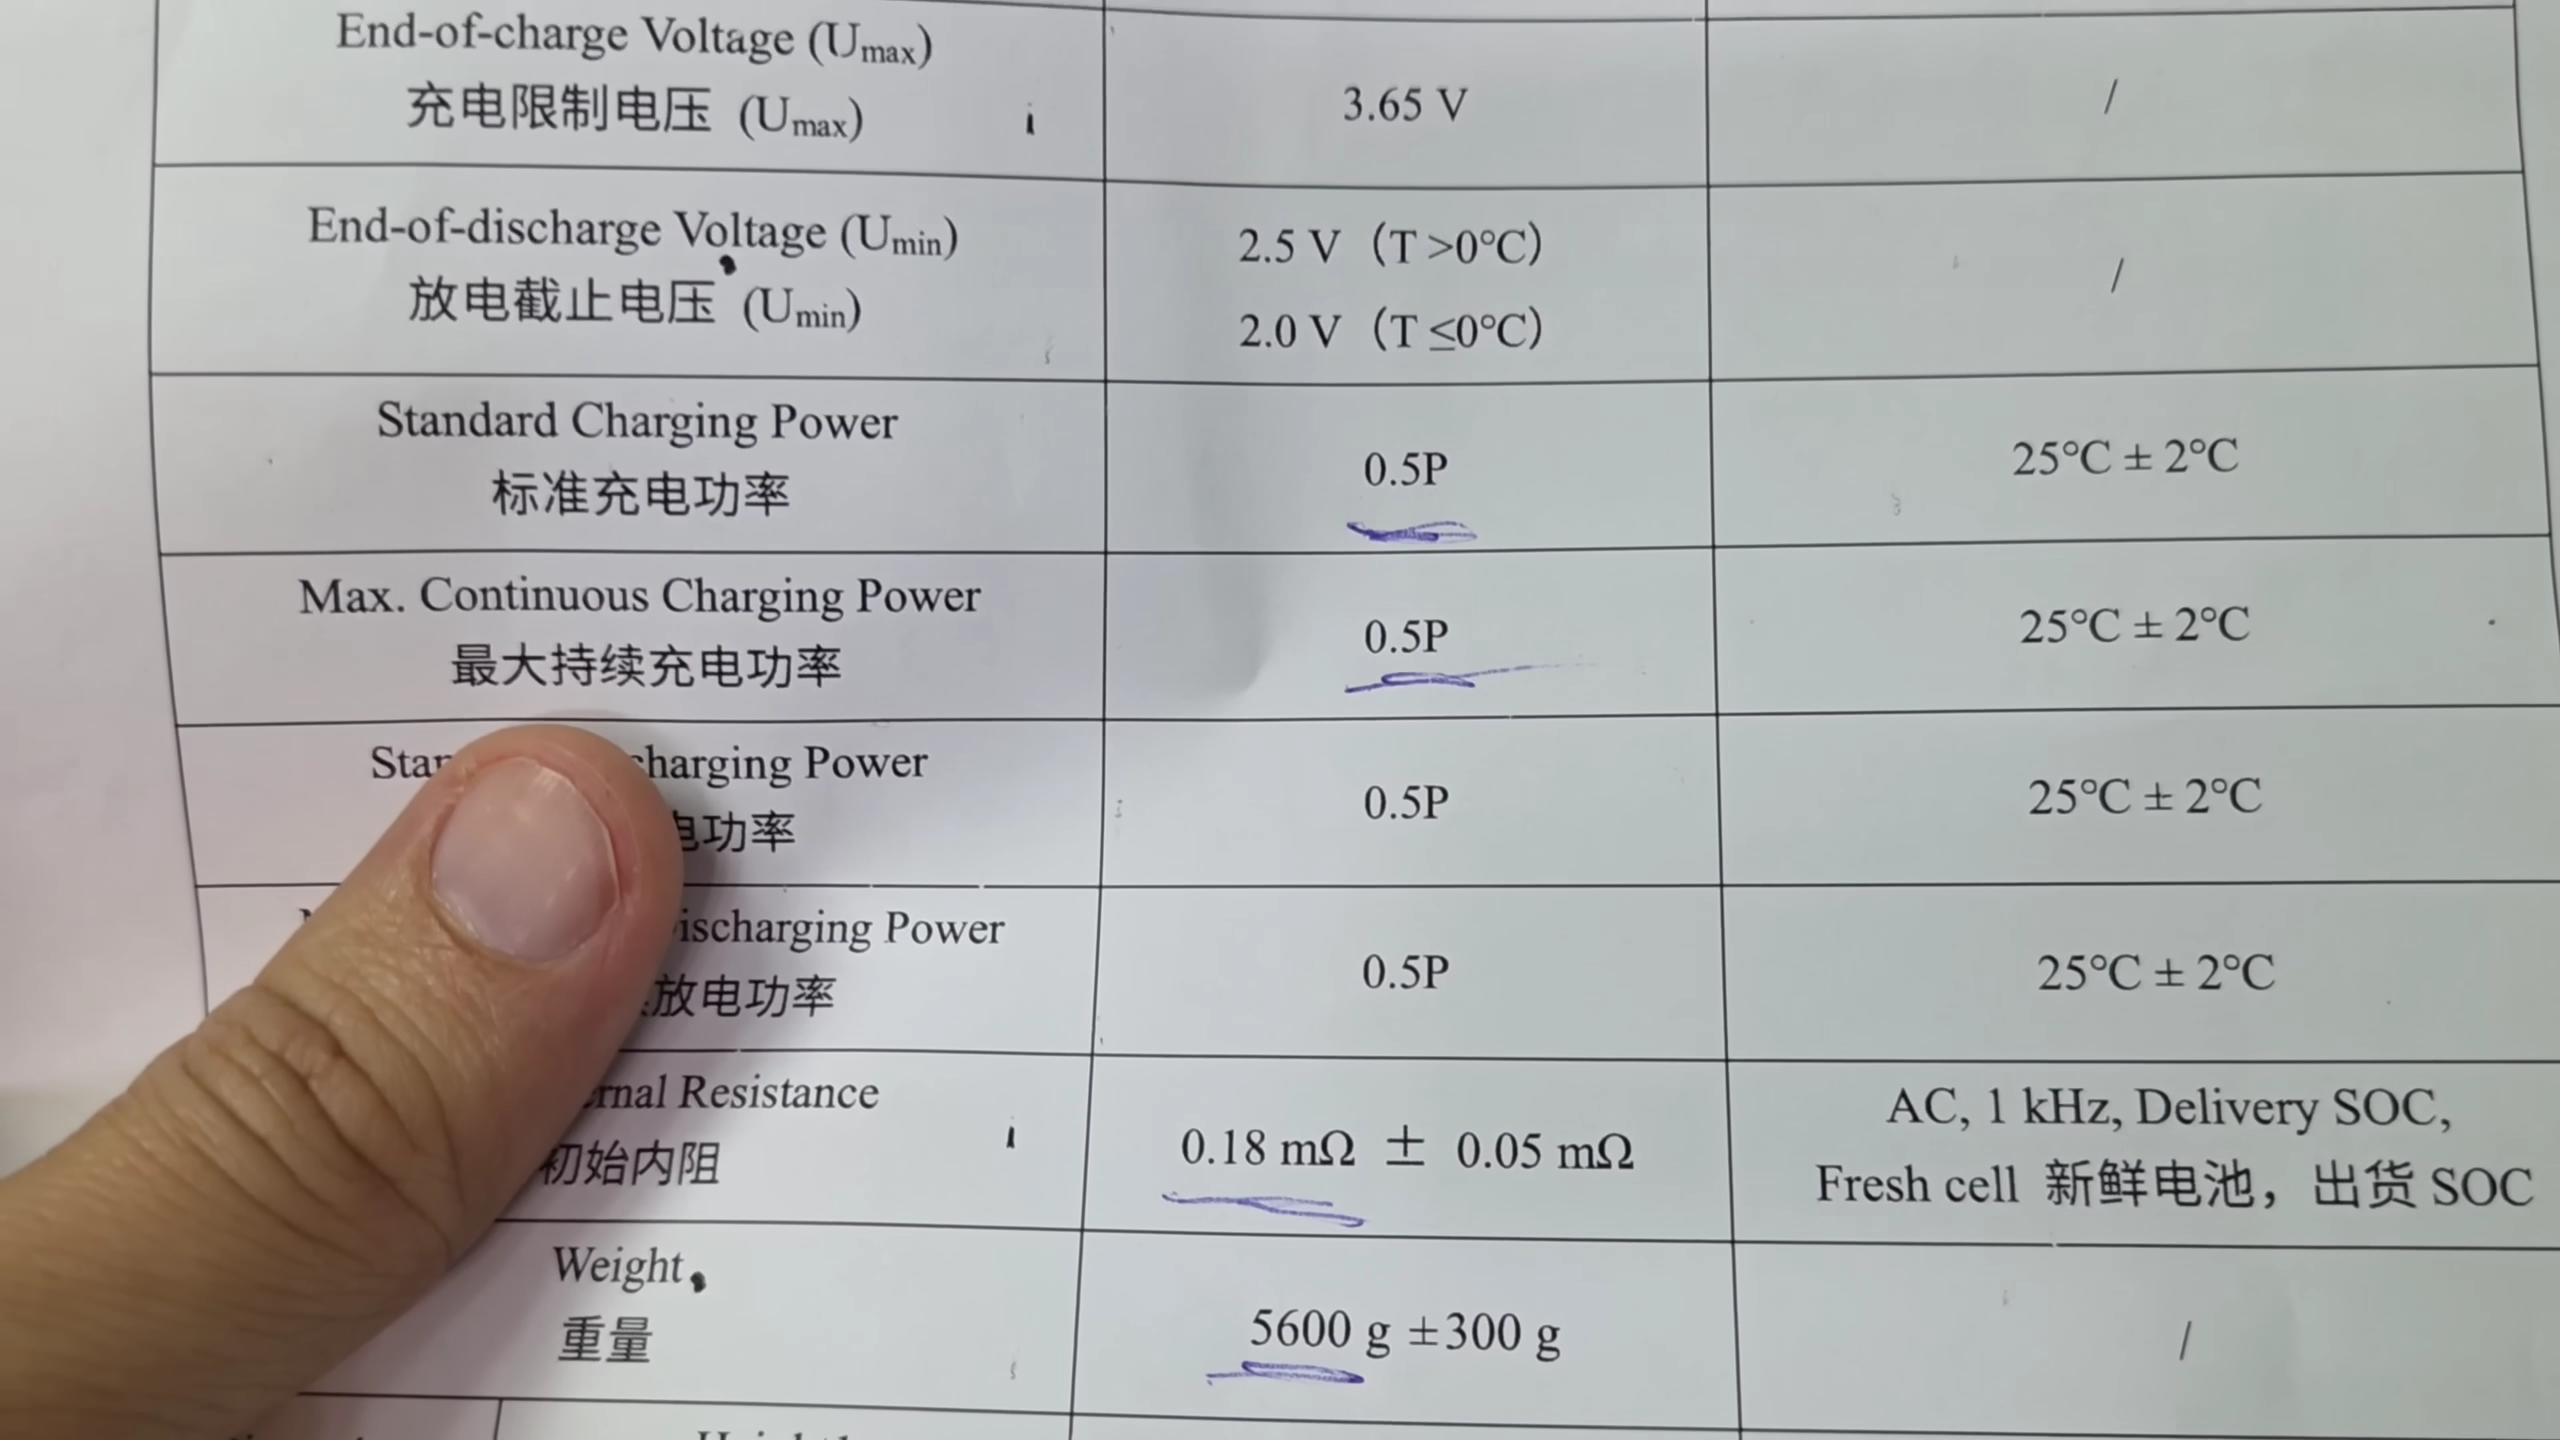 End-of-charge Voltage (Umax)
充电限制电压 (Umax)
3.65 V
/
End-of-discharge Voltage (Umin)
放电截止电压 (Umin)
2.5 V（T >0℃）
2.0 V（T ≤0℃）
/
Standard Charging Power
标准充电功率
0.5P
25℃ ± 2℃
Max. Continuous Charging Power
最大持续充电功率
0.5P
25℃ ± 2℃
Power
功率
0.5P
25℃ ± 2℃
Power
放电功率
0.5P
25℃ ± 2℃
Resistance
初始内阻
0.18 mΩ ± 0.05 mΩ
AC, 1 kHz, Delivery SOC,
Fresh cell 新鲜电池，出货 SOC
Weight
重量
5600 g ±300 g
/